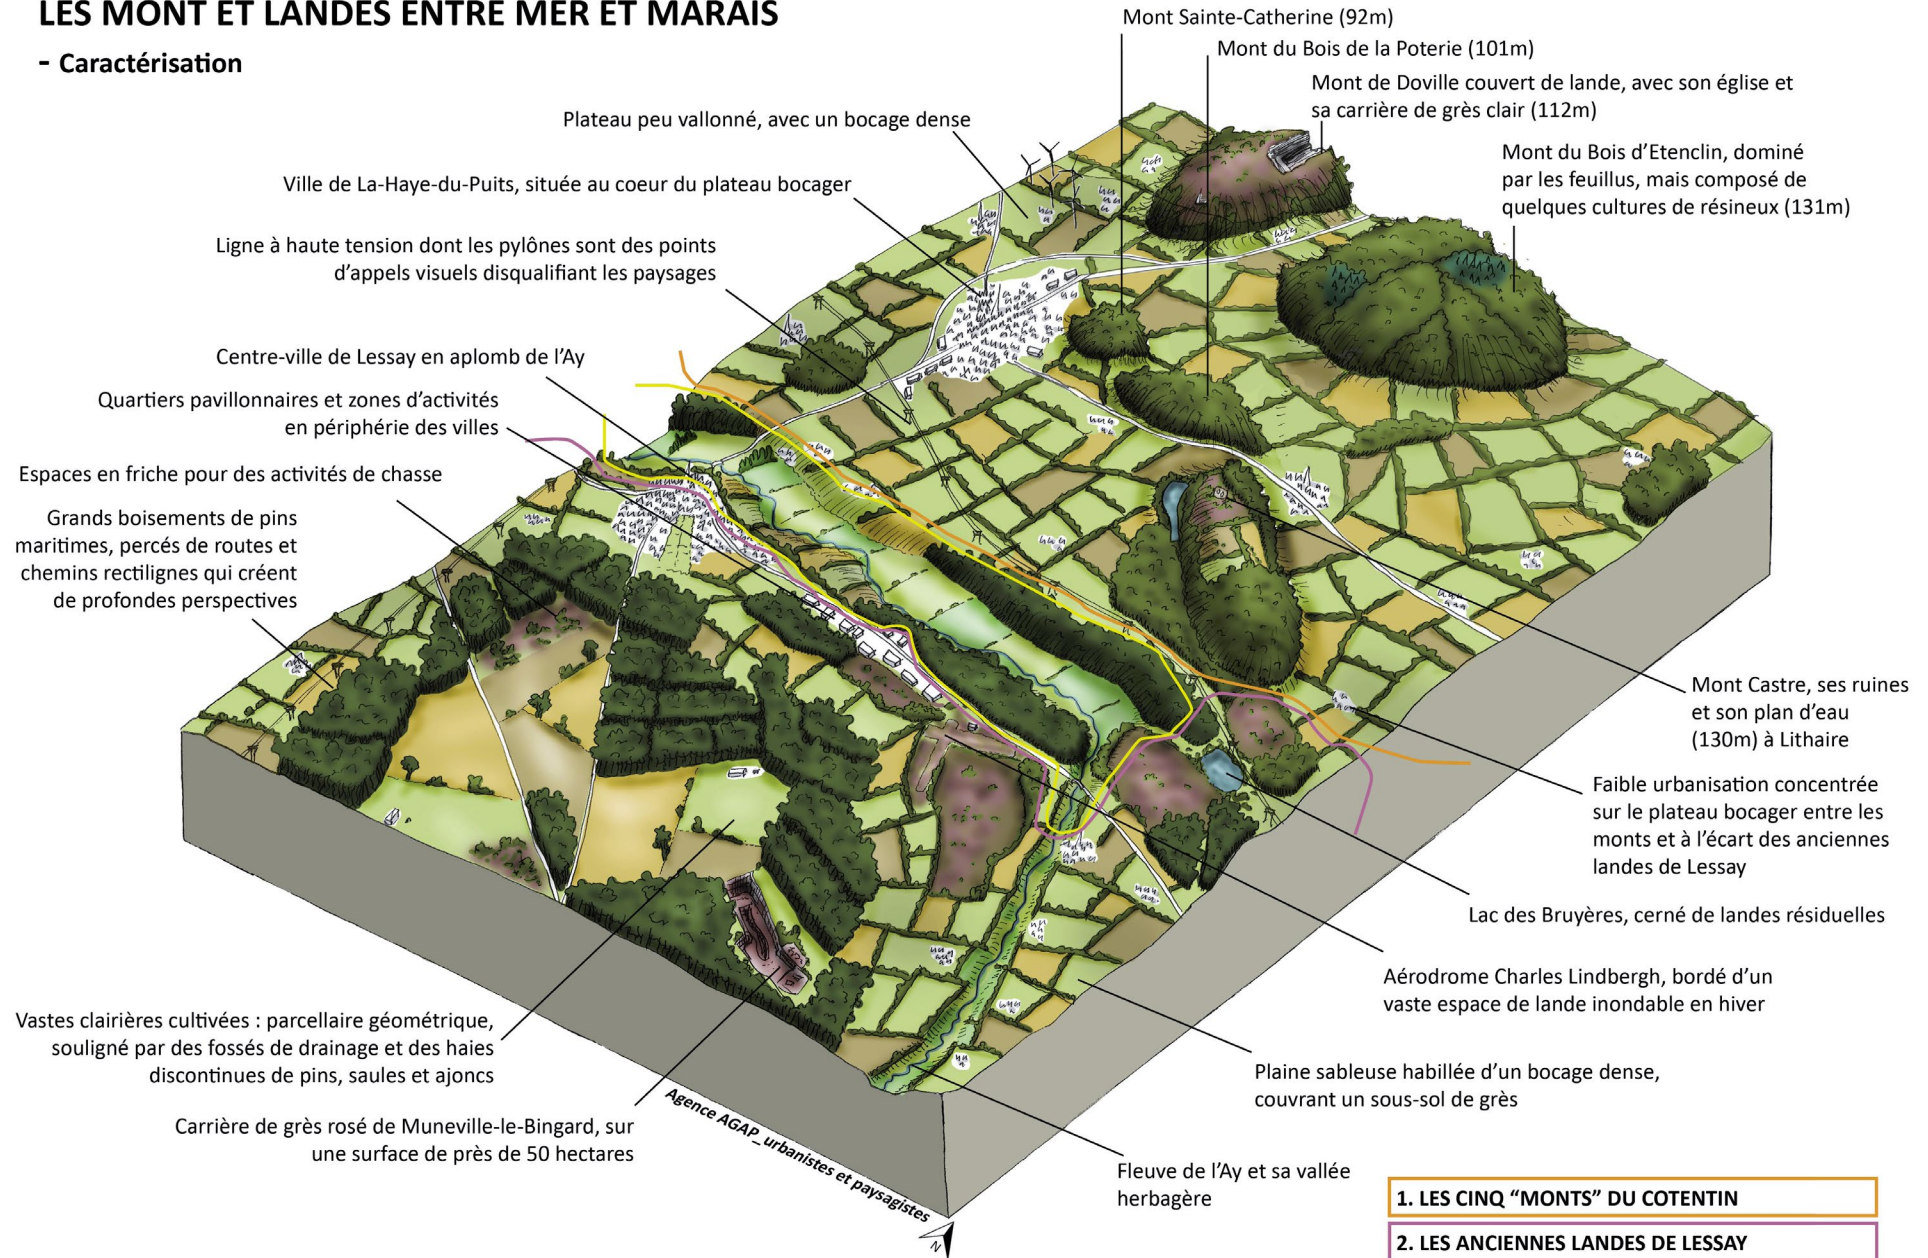 LES MONT ET LANDES ENTRE MER ET MARAIS
- Caractérisation
Mont Sainte-Catherine (92m)
Mont du Bois de la Poterie (101m)
Mont de Doville couvert de lande, avec son église et
sa carrière de grès clair (112m)
Mont du Bois d'Etenclin, dominé
par les feuillus, mais composé de
quelques cultures de résineux (131m)
Plateau peu vallonné, avec un bocage dense
Ville de La-Haye-du-Puits, située au coeur du plateau bocager
Ligne à haute tension dont les pylônes sont des points
d'appels visuels disqualifiant les paysages
Centre-ville de Lessay en aplomb de l'Ay
Quartiers pavillonnaires et zones d'activités
en périphérie des villes
Espaces en friche pour des activités de chasse
Grands boisements de pins
maritimes, percés de routes et
chemins rectilignes qui créent
de profondes perspectives
Mont Castre, ses ruines
et son plan d'eau
(130m) à Lithaire
Faible urbanisation concentrée
sur le plateau bocager entre les
monts et à l'écart des anciennes
landes de Lessay
Lac des Bruyères, cerné de landes résiduelles
Aérodrome Charles Lindbergh, bordé d'un
vaste espace de lande inondable en hiver
Vastes clairières cultivées : parcellaire géométrique,
souligné par des fossés de drainage et des haies
discontinues de pins, saules et ajoncs
Plaine sableuse habillée d'un bocage dense,
couvrant un sous-sol de grès
Carrière de grès rosé de Muneville-le-Bingard, sur
une surface de près de 50 hectares
Fleuve de l'Ay et sa vallée
herbagère
Agence AGAP_urbanistes et paysagistes
N
1. LES CINQ “MONTS” DU COTENTIN
2. LES ANCIENNES LANDES DE LESSAY